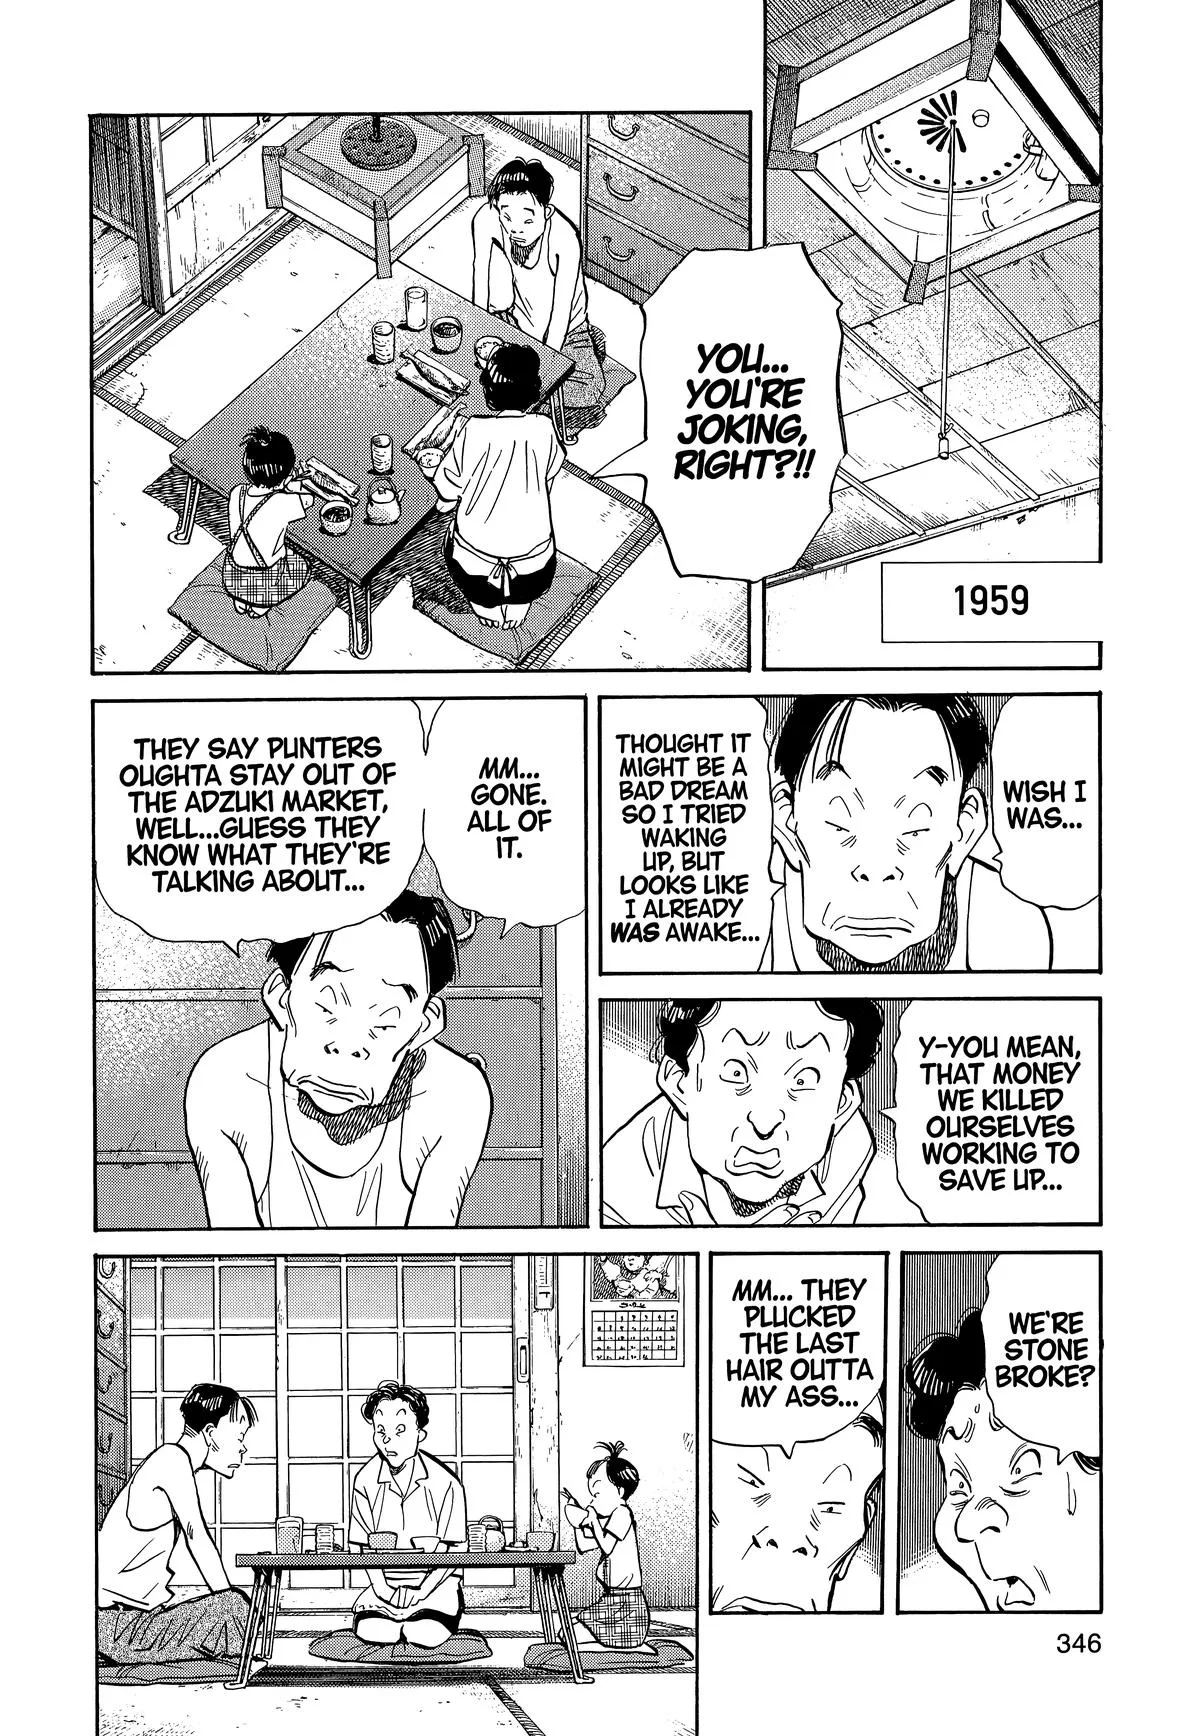 1959
YOU...
YOU'RE
JOKING,
RIGHT?!!
WISH I
WAS...
THOUGHT IT
MIGHT BE A
BAD DREAM
SO I TRIED
WAKING
UP, BUT
LOOKS LIKE
I ALREADY
WAS AWAKE...
MM...
GONE.
ALL OF
IT.
THEY SAY PUNTERS
OUGHTA STAY OUT OF
THE ADZUKI MARKET,
WELL...GUESS THEY
KNOW WHAT THEY'RE
TALKING ABOUT...
Y-YOU MEAN,
THAT MONEY
WE KILLED
OURSELVES
WORKING TO
SAVE UP...
WE'RE
STONE
BROKE?
MM... THEY
PLUCKED
THE LAST
HAIR OUTTA
MY ASS...
346